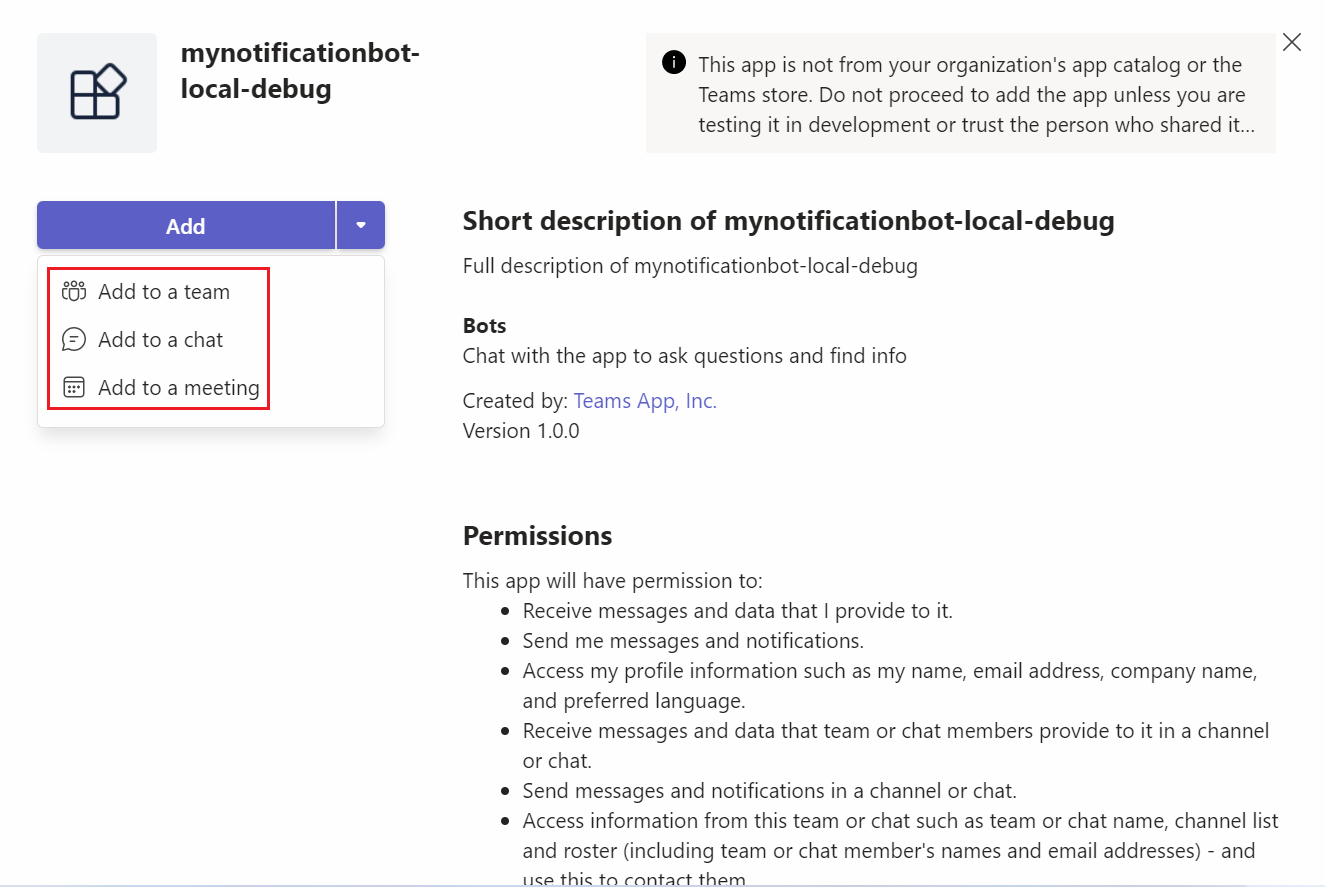 mynotificationbot-
local-debug
This app is not from your organization's app catalog or the
Teams store. Do not proceed to add the app unless you are
testing it in development or trust the person who shared it...
Add
Add to a team
Add to a chat
Add to a meeting
Short description of mynotificationbot-local-debug
Full description of mynotificationbot-local-debug
Bots
Chat with the app to ask questions and find info
Created by: Teams App, Inc.
Version 1.0.0
Permissions
This app will have permission to:
• Receive messages and data that I provide to it.
• Send me messages and notifications.
• Access my profile information such as my name, email address, company name,
and preferred language.
• Receive messages and data that team or chat members provide to it in a channel
or chat.
• Send messages and notifications in a channel or chat.
• Access information from this team or chat such as team or chat name, channel list
and roster (including team or chat member's names and email addresses) - and
use this to contact them